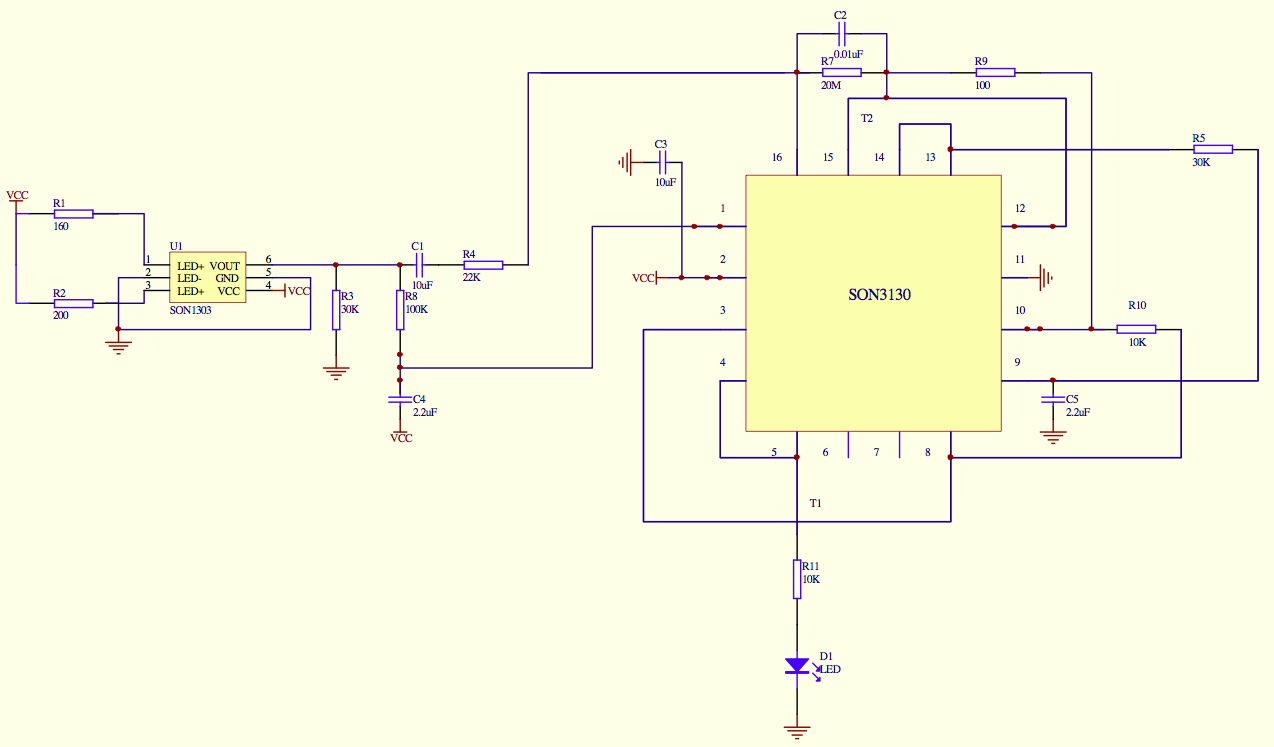 C2
0.01uF
R7
20M
R9
100
T2
C3
10uF
16
15
14
13
R5
30K
VCC
R1
160
1
12
U1
1
2
3
LED+ VOUT
LED- GND
LED+ VCC
6
5
4
VCC
SON1303
R2
200
C1
10uF
R4
22K
R3
30K
R8
100K
VCC
2
11
SON3130
3
10
R10
10K
4
9
C4
2.2uF
VCC
C5
2.2uF
5
6
7
8
T1
R11
10K
D1
LED